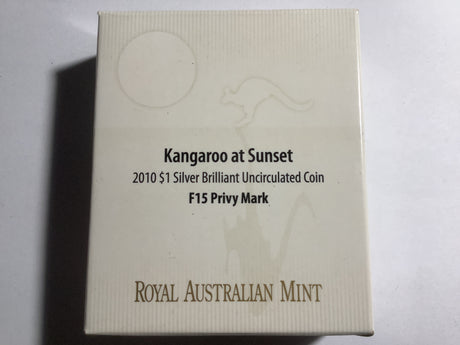 Kangaroo at Sunset
2010 $1 Silver Brilliant Uncirculated Coin
F15 Privy Mark
ROYAL AUSTRALIAN MINT